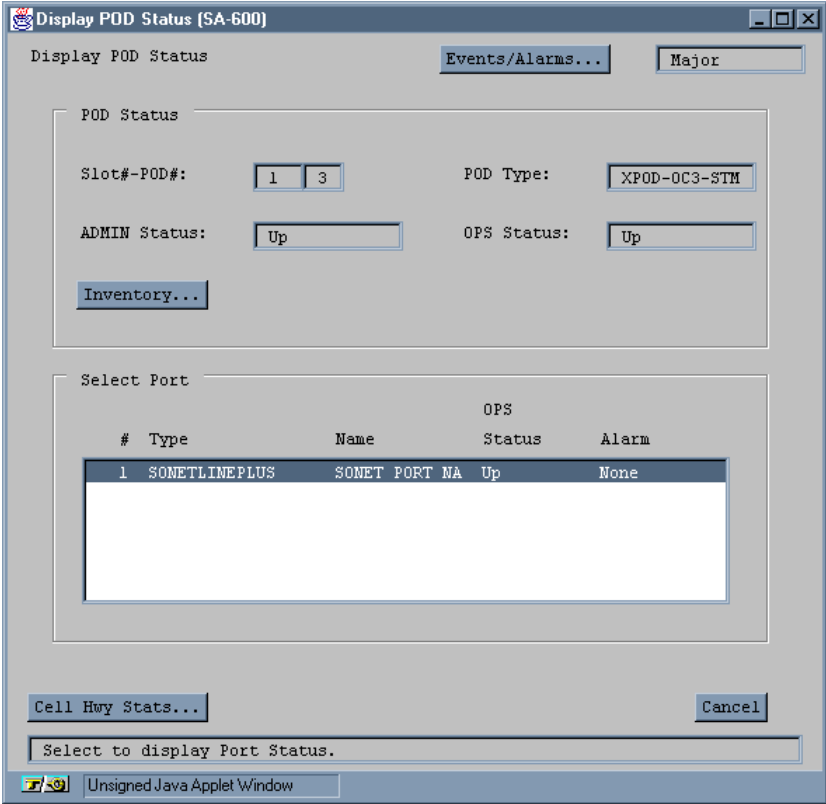 Display POD Status (SA-600)
Display POD Status Events/Alarms... Major
POD Status
Slot#-POD#: 1 3 POD Type: XPOD-OC3-STM
ADMIN Status: Up OPS Status: Up
Inventory...
Select Port
OPS
# Type Name Status Alarm
1 SONETLINEPLUS SONET PORT NA Up None
Cell Hwy Stats... Cancel
Select to display Port Status.
Unsigned Java Applet Window